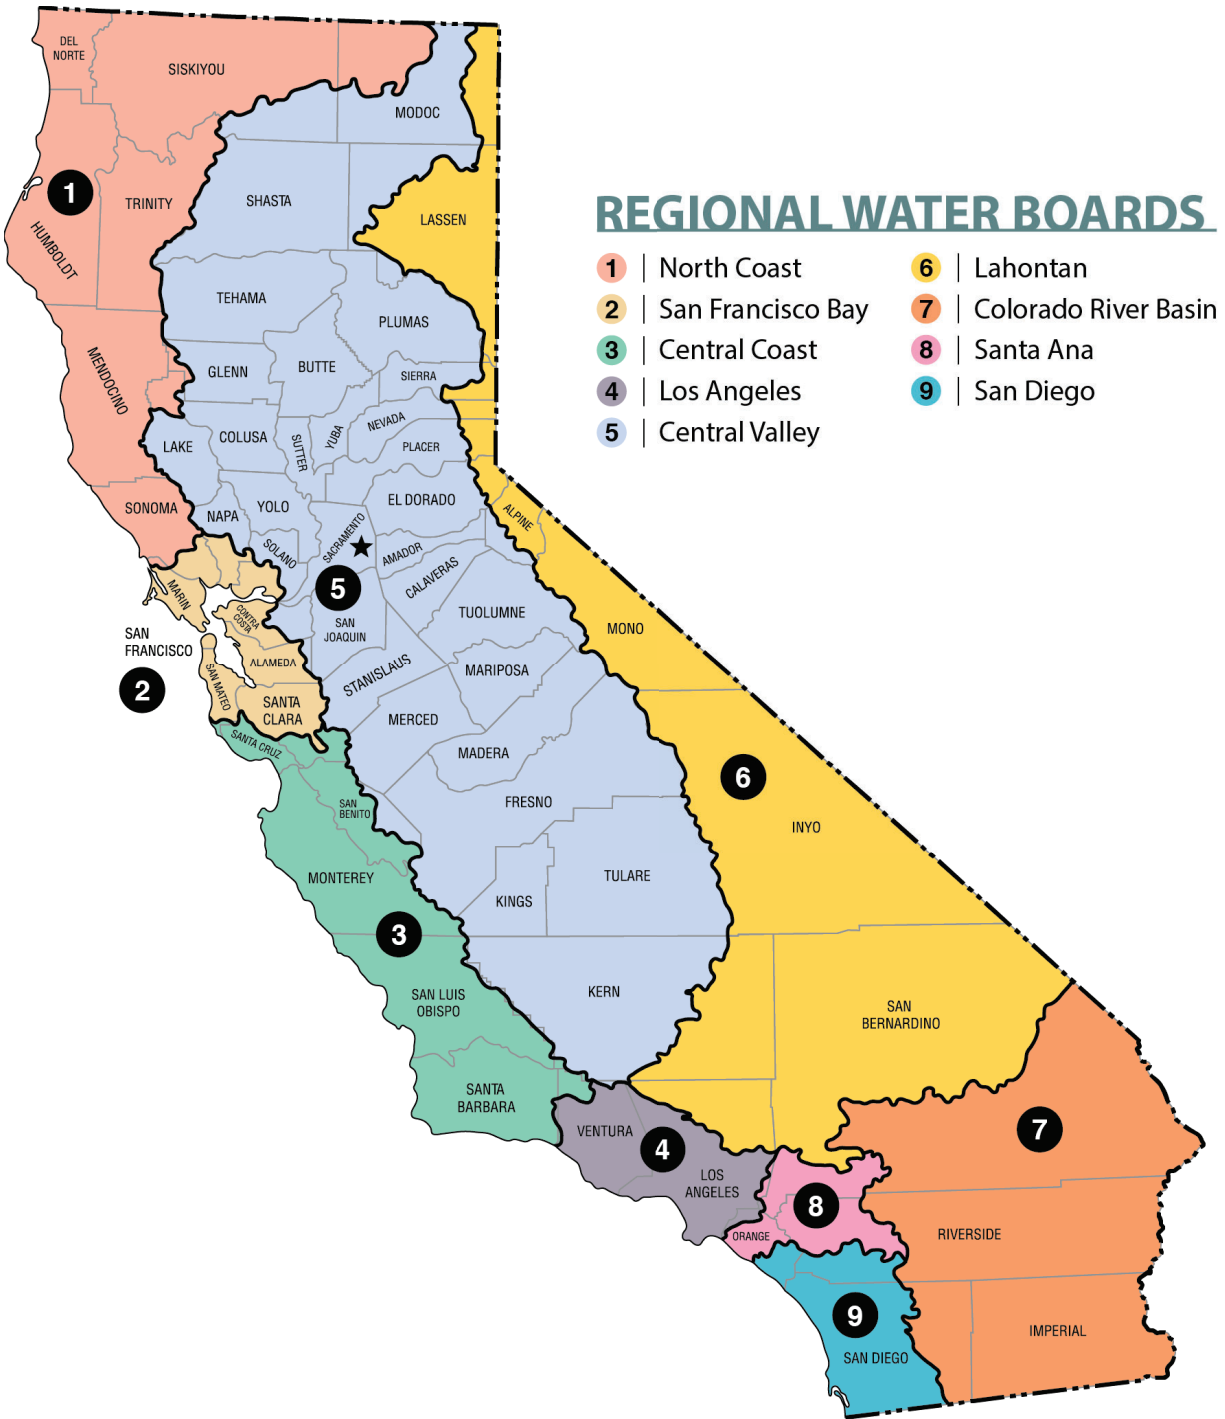 REGIONAL WATER BOARDS
1 | North Coast
2 | San Francisco Bay
3 | Central Coast
4 | Los Angeles
5 | Central Valley
6 | Lahontan
7 | Colorado River Basin
8 | Santa Ana
9 | San Diego
DEL
NORTE
SISKIYOU
MODOC
1
TRINITY
SHASTA
LASSEN
HUMBOLDT
TEHAMA
PLUMAS
MENDOCINO
GLENN
BUTTE
SIERRA
LAKE
COLUSA
SUTTER
YUBA
NEVADA
PLACER
SONOMA
NAPA
YOLO
EL DORADO
ALPINE
SOLANO
SACRAMENTO
AMADOR
CALAVERAS
5
MARIN
CONTRA
COSTA
SAN
JOAQUIN
TUOLUMNE
MONO
SAN
FRANCISCO
2
ALAMEDA
STANISLAUS
MARIPOSA
SAN MATEO
SANTA
CLARA
MERCED
SANTA CRUZ
MADERA
6
SAN
BENITO
FRESNO
INYO
MONTEREY
KINGS
TULARE
3
SAN LUIS
OBISPO
KERN
SAN
BERNARDINO
SANTA
BARBARA
VENTURA
4
LOS
ANGELES
7
8
ORANGE
RIVERSIDE
9
SAN DIEGO
IMPERIAL